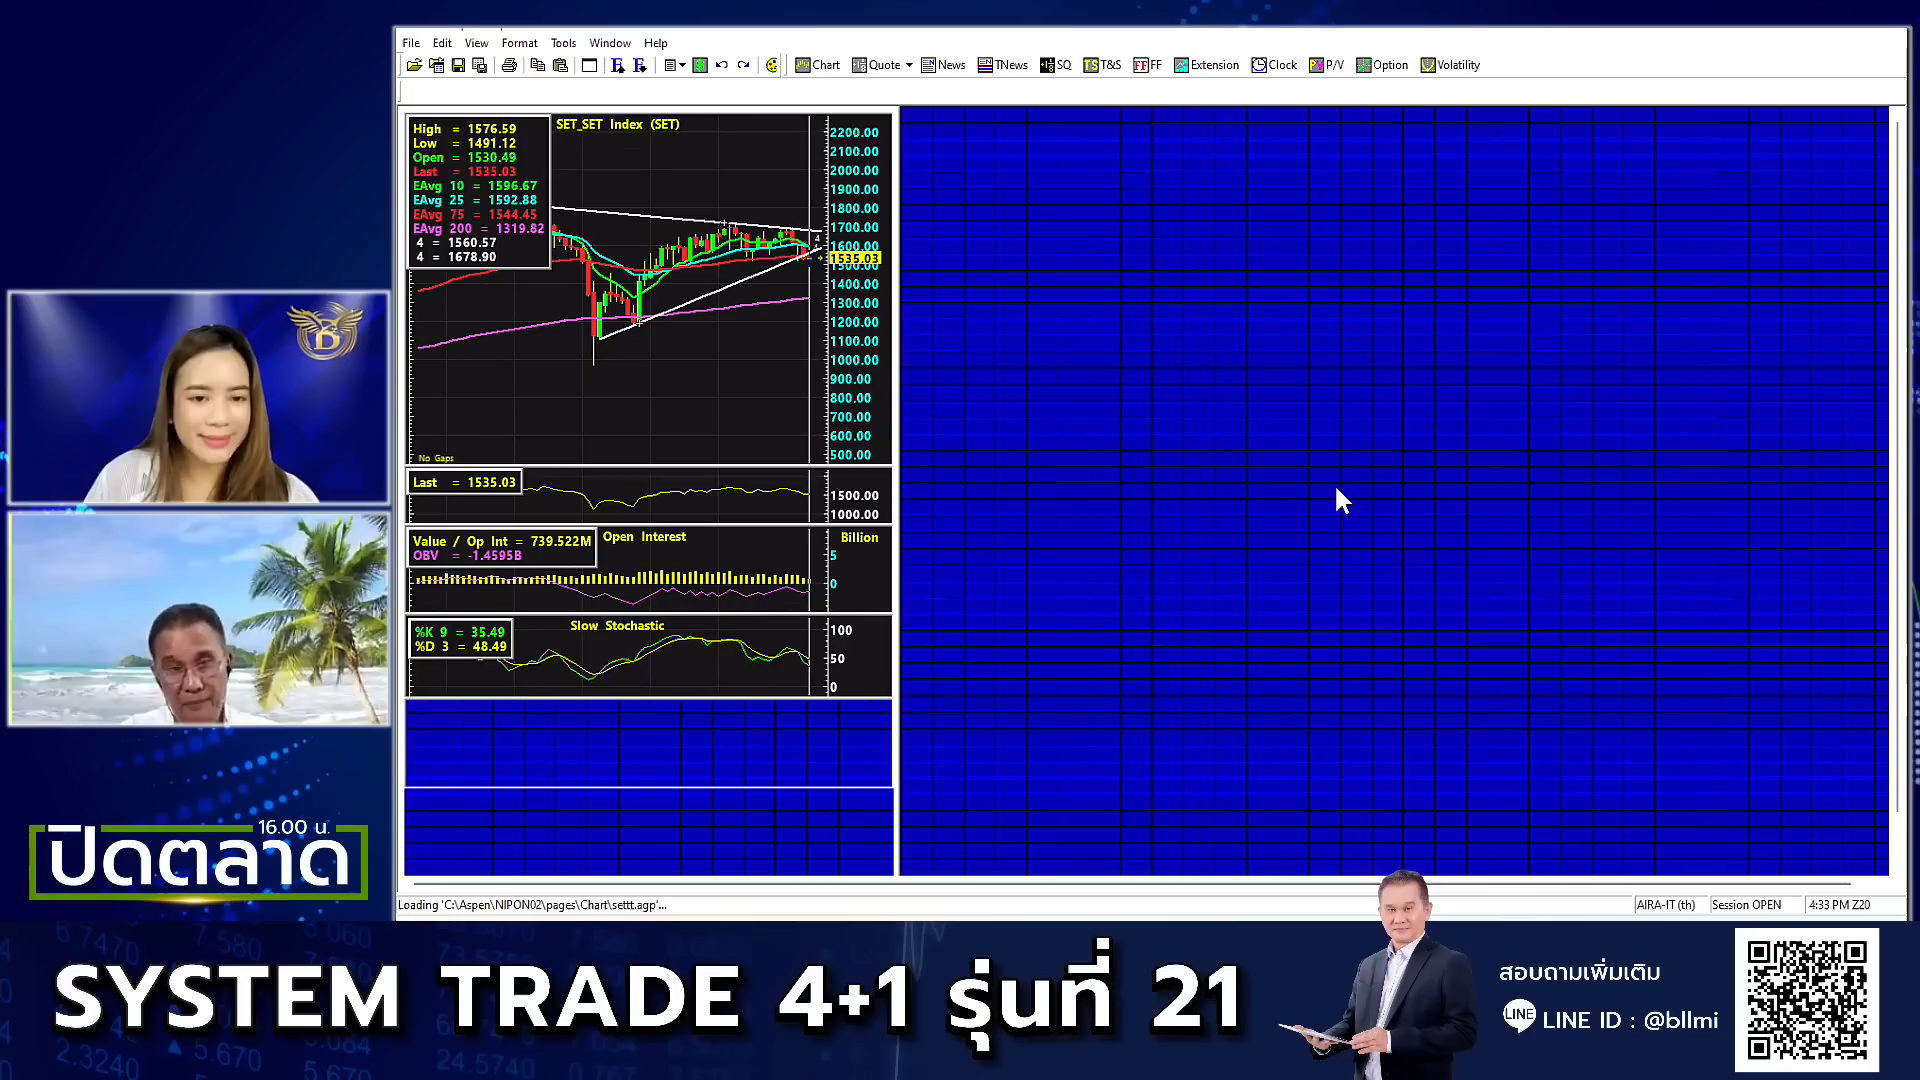 File Edit View Format Tools Window Help
Chart Quote News TNews SQ T&S FF Extension Clock P/V Option Volatility
SET_SET Index (SET)
High = 1576.59
Low = 1491.12
Open = 1530.49
Last = 1535.03
EAvg 10 = 1596.67
EAvg 25 = 1592.88
EAvg 75 = 1544.45
EAvg 200 = 1319.82
4 = 1560.57
4 = 1678.90
2200.00
2100.00
2000.00
1900.00
1800.00
1700.00
1600.00
1535.03
1500.00
1400.00
1300.00
1200.00
1100.00
1000.00
900.00
800.00
700.00
600.00
500.00
No Gaps
Last = 1535.03
1500.00
1000.00
Value / Op Int = 739.522M
OBV = -1.4595B
Open Interest
Billion
5
0
%K 9 = 35.49
%D 3 = 48.49
Slow Stochastic
100
50
0
16.00 น.
ปิดตลาด
Loading 'C:\Aspen\NIPON02\pages\Chart\settt.agp'...
AIRA-IT (th) Session OPEN 4:33 PM Z20
SYSTEM TRADE 4+1 รุ่นที่ 21
สอบถามเพิ่มเติม
LINE LINE ID : @bllmi